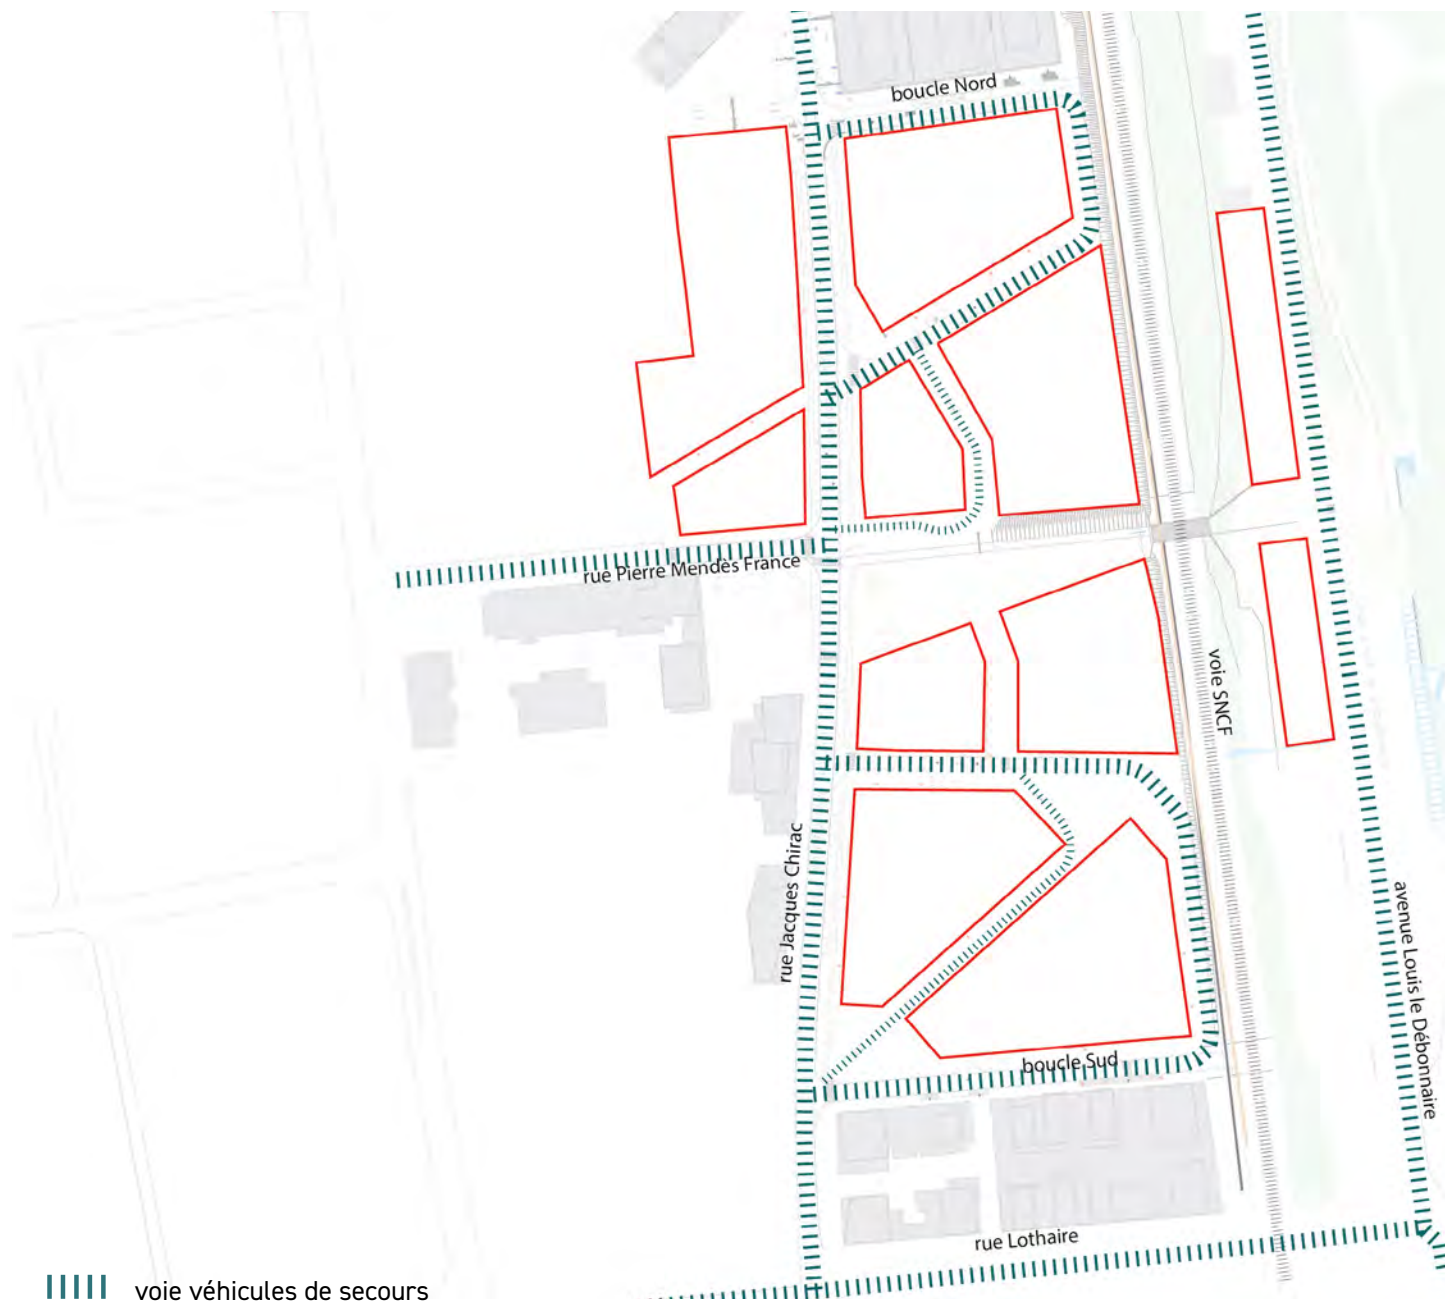 boucle Nord
rue Pierre Mendès France
voie SNCF
rue Jacques Chirac
avenue Louis le Débonnaire
boucle Sud
rue Lothaire
voie véhicules de secours